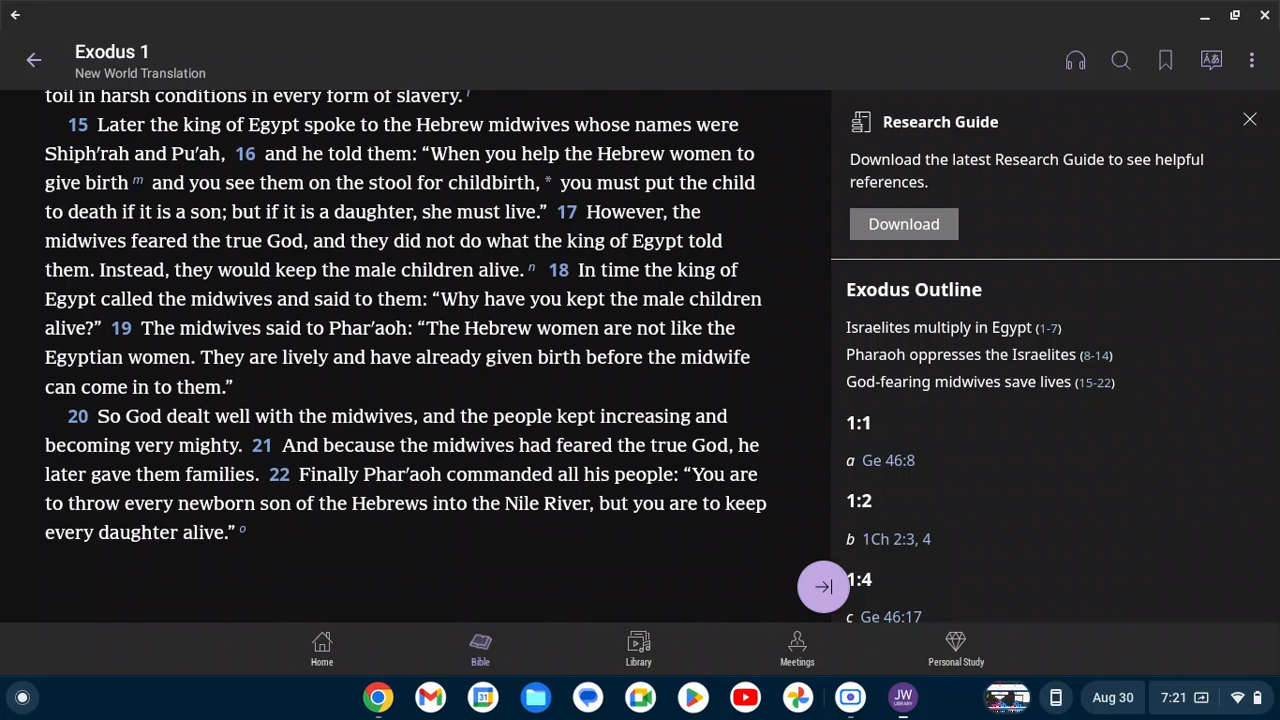 Exodus 1
New World Translation
toil in harsh conditions in every form of slavery. l
15 Later the king of Egypt spoke to the Hebrew midwives whose names were
Shiphʹrah and Puʹah, 16 and he told them: “When you help the Hebrew women to
give birth m and you see them on the stool for childbirth, * you must put the child
to death if it is a son; but if it is a daughter, she must live.” 17 However, the
midwives feared the true God, and they did not do what the king of Egypt told
them. Instead, they would keep the male children alive. n 18 In time the king of
Egypt called the midwives and said to them: “Why have you kept the male children
alive?” 19 The midwives said to Pharʹaoh: “The Hebrew women are not like the
Egyptian women. They are lively and have already given birth before the midwife
can come in to them.”
20 So God dealt well with the midwives, and the people kept increasing and
becoming very mighty. 21 And because the midwives had feared the true God, he
later gave them families. 22 Finally Pharʹaoh commanded all his people: “You are
to throw every newborn son of the Hebrews into the Nile River, but you are to keep
every daughter alive.” o
Research Guide
Download the latest Research Guide to see helpful
references.
Download
Exodus Outline
Israelites multiply in Egypt (1-7)
Pharaoh oppresses the Israelites (8-14)
God-fearing midwives save lives (15-22)
1:1
a Ge 46:8
1:2
b 1Ch 2:3, 4
1:4
c Ge 46:17
Home
Bible
Library
Meetings
Personal Study
31
JW
LIBRARY
Aug 30
7:21